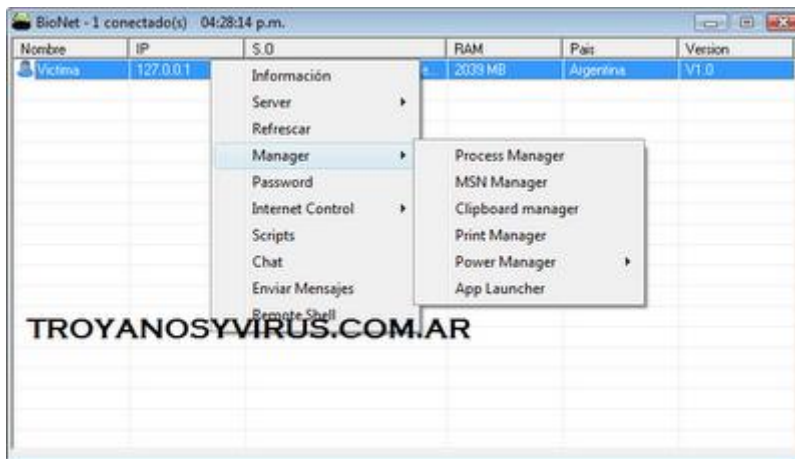 BioNet - 1 conectado(s) 04:28:14 p.m.
Nombre IP S.O RAM Pais Version
Victima 127.0.0.1 e... 2039 MB Argentina V1.0
Información
Server
Refrescar
Manager
Password
Internet Control
Scripts
Chat
Enviar Mensajes
Remote Shell
Process Manager
MSN Manager
Clipboard manager
Print Manager
Power Manager
App Launcher
TROYANOSYVIRUS.COM.AR